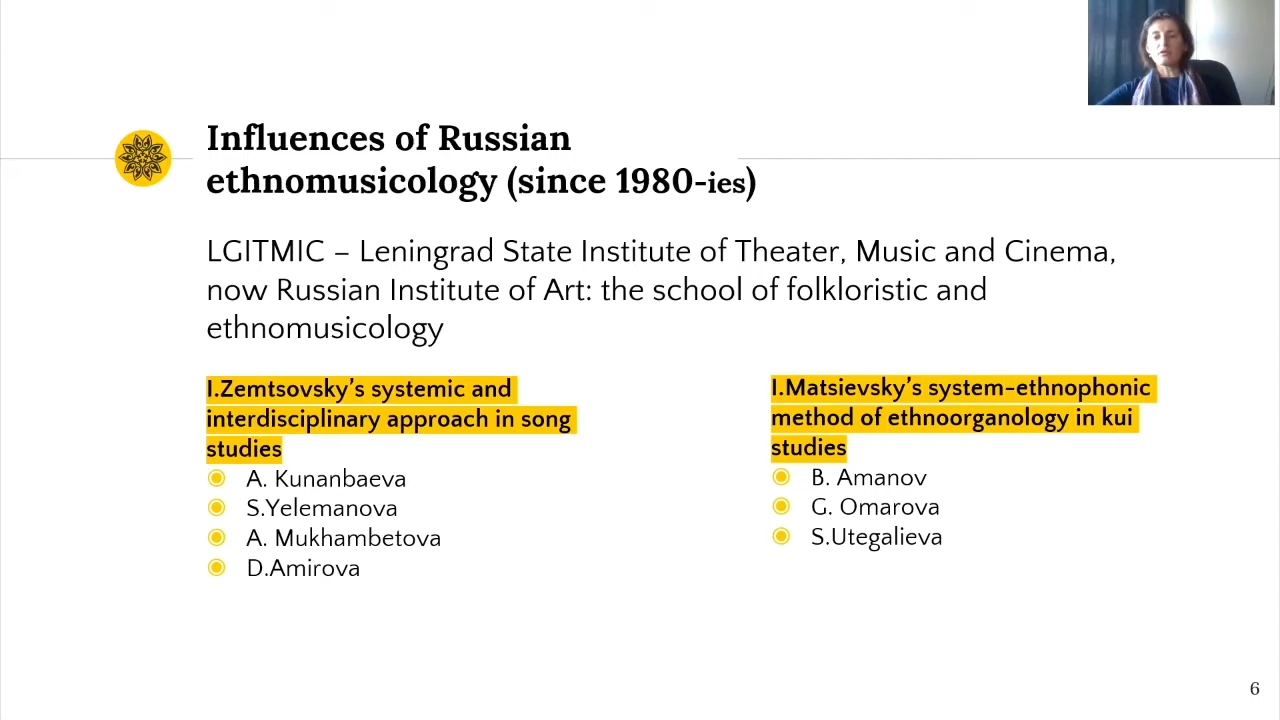 Influences of Russian
ethnomusicology (since 1980-ies)
LGITMIC – Leningrad State Institute of Theater, Music and Cinema,
now Russian Institute of Art: the school of folkloristic and
ethnomusicology
I.Zemtsovsky’s systemic and
interdisciplinary approach in song
studies
A. Kunanbaeva
S.Yelemanova
A. Mukhambetova
D.Amirova
I.Matsievsky’s system-ethnophonic
method of ethnoorganology in kui
studies
B. Amanov
G. Omarova
S.Utegalieva
6